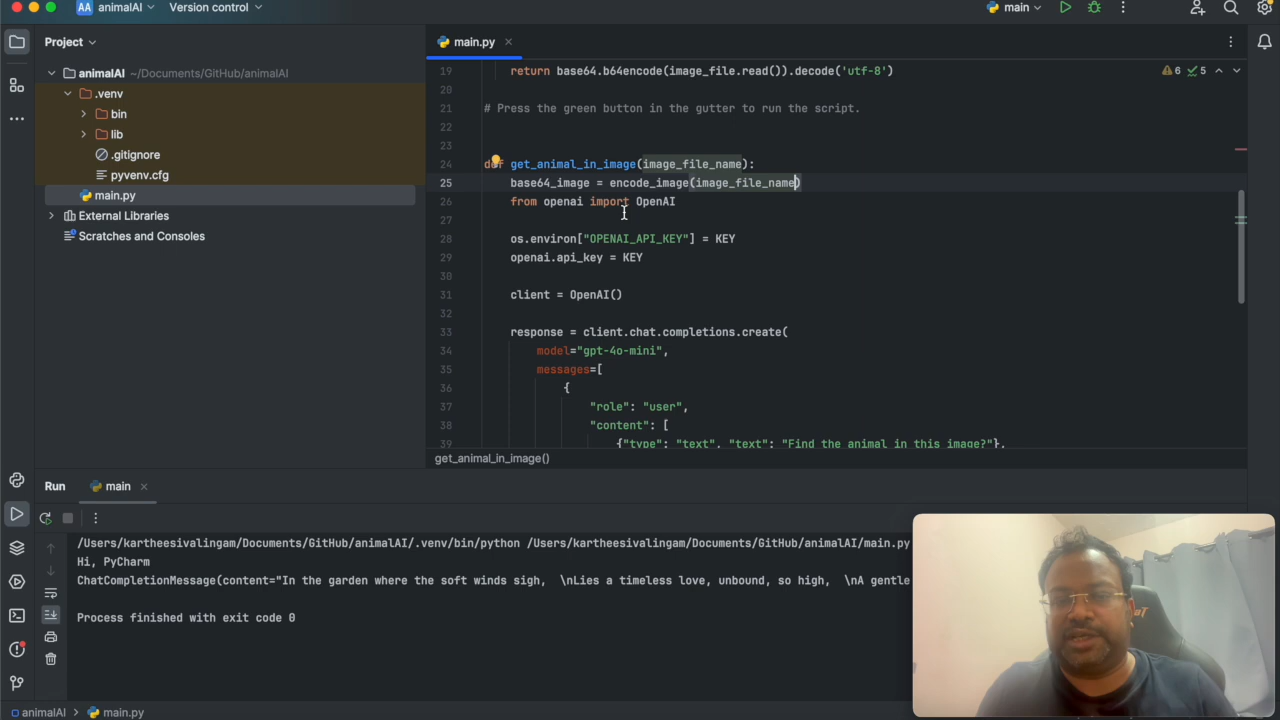 AA animalAI Version control main
Project
main.py
animalAI ~/Documents/GitHub/animalAI
.venv
bin
lib
.gitignore
pyvenv.cfg
main.py
External Libraries
Scratches and Consoles
6 5
19 return base64.b64encode(image_file.read()).decode('utf-8')
20
21 # Press the green button in the gutter to run the script.
22
23
24 def get_animal_in_image(image_file_name):
25 base64_image = encode_image(image_file_name)
26 from openai import OpenAI
27
28 os.environ["OPENAI_API_KEY"] = KEY
29 openai.api_key = KEY
30
31 client = OpenAI()
32
33 response = client.chat.completions.create(
34 model="gpt-4o-mini",
35 messages=[
36 {
37 "role": "user",
38 "content": [
39 {"type": "text", "text": "Find the animal in this image?"},
get_animal_in_image()
Run main
/Users/kartheesivalingam/Documents/GitHub/animalAI/.venv/bin/python /Users/kartheesivalingam/Documents/GitHub/animalAI/main.py
Hi, PyCharm
ChatCompletionMessage(content="In the garden where the soft winds sigh,  \nLies a timeless love, unbound, so high,  \nA gentle
Process finished with exit code 0
animalAI > main.py